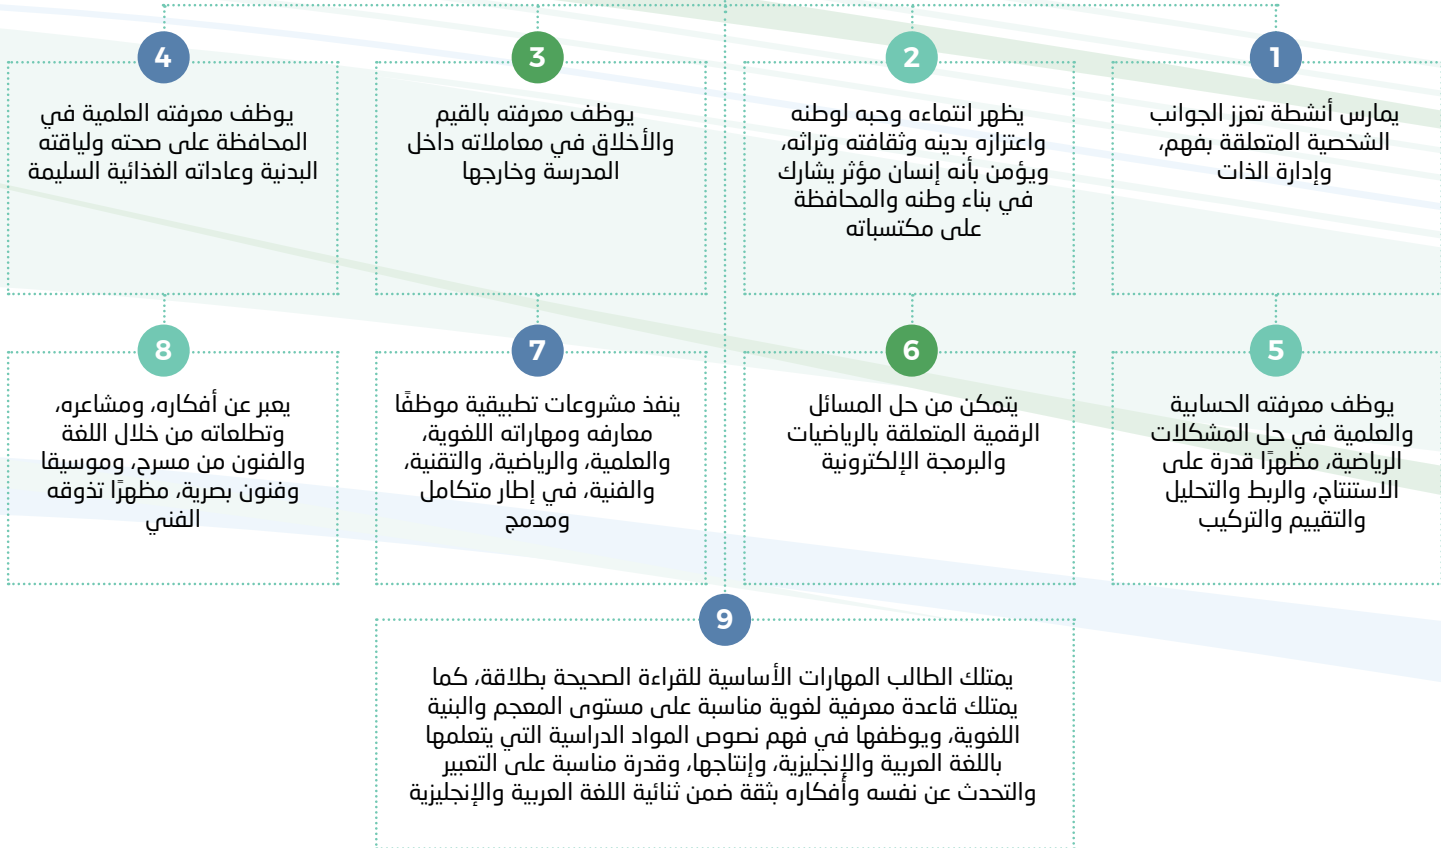 1
يمارس أنشطة تعزز الجوانب
الشخصية المتعلقة بفهم،
وإدارة الذات
2
يظهر انتماءه وحبه لوطنه
واعتزازه بدينه وثقافته وتراثه،
ويؤمن بأنه إنسان مؤثر يشارك
في بناء وطنه والمحافظة
على مكتسباته
3
يوظف معرفته بالقيم
والأخلاق في معاملاته داخل
المدرسة وخارجها
4
يوظف معرفته العلمية في
المحافظة على صحته ولياقته
البدنية وعاداته الغذائية السليمة
5
يوظف معرفته الحسابية
والعلمية في حل المشكلات
الرياضية، مظهرًا قدرة على
الاستنتاج، والربط والتحليل
والتقييم والتركيب
6
يتمكن من حل المسائل
الرقمية المتعلقة بالرياضيات
والبرمجة الإلكترونية
7
ينفذ مشروعات تطبيقية موظفًا
معارفه ومهاراته اللغوية،
والعلمية، والرياضية، والتقنية،
والفنية، في إطار متكامل
ومدمج
8
يعبر عن أفكاره، ومشاعره،
وتطلعاته من خلال اللغة
والفنون من مسرح، وموسيقا
وفنون بصرية، مظهرًا تذوقه
الفني
9
يمتلك الطالب المهارات الأساسية للقراءة الصحيحة بطلاقة، كما
يمتلك قاعدة معرفية لغوية مناسبة على مستوى المعجم والبنية
اللغوية، ويوظفها في فهم نصوص المواد الدراسية التي يتعلمها
باللغة العربية والإنجليزية، وإنتاجها، وقدرة مناسبة على التعبير
والتحدث عن نفسه وأفكاره بثقة ضمن ثنائية اللغة العربية والإنجليزية